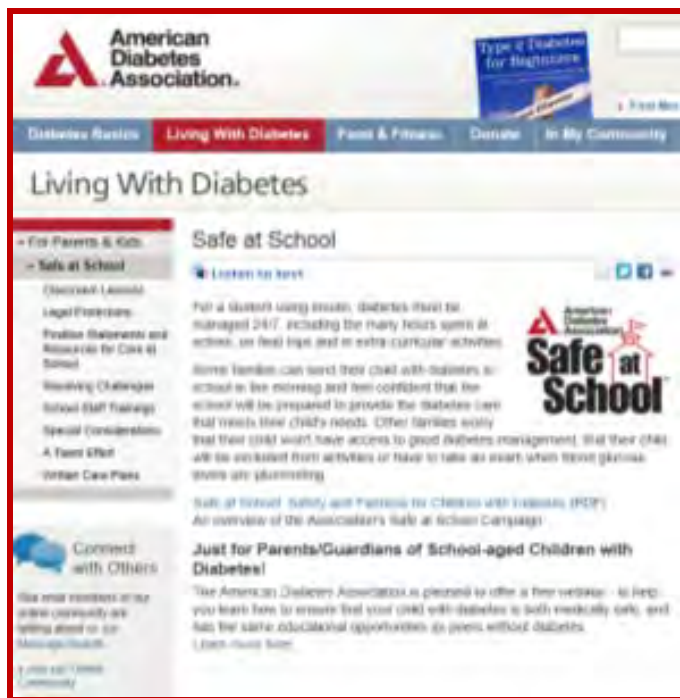 American
Diabetes
Association.
Type 2 Diabetes
for Beginners
Diabetes Basics
Living With Diabetes
Food & Fitness
Donate
In My Community
Living With Diabetes
For Parents & Kids
Safe at School
Classroom Lessons
Legal Protections
Position Statements and
Resources for Care at
School
Resolving Challenges
School Staff Trainings
Special Considerations
A Team Effort
Written Care Plans
Connect
with Others
Safe at School
Listen to text
For a student using insulin, diabetes must be
managed 24/7, including the many hours spent at
school, on field trips and in extra-curricular activities.
American
Diabetes
Association
Safe at
School
Some families can send their child with diabetes to
school in the morning and feel confident that the
school will be prepared to provide the diabetes care
that meets their child's needs. Other families worry
that their child won't have access to good diabetes management, that their child
will be excluded from activities or have to take an exam when blood glucose
levels are plummeting.
Safe at School: Safety and Fairness for Children with Diabetes (PDF)
An overview of the Association's Safe at School Campaign
Just for Parents/Guardians of School-aged Children with
Diabetes!
The American Diabetes Association is pleased to offer a free webinar - to help
you learn how to ensure that your child with diabetes is both medically safe, and
has the same educational opportunities as peers without diabetes.
Learn more here